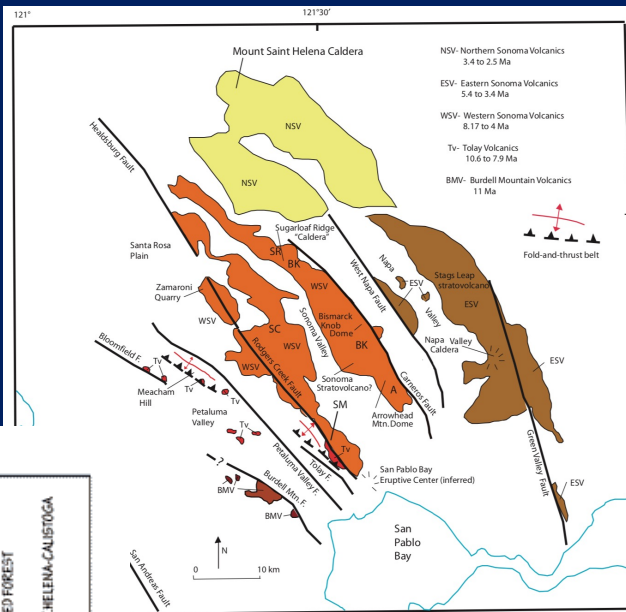 121°
121°30'
Mount Saint Helena Caldera
NSV- Northern Sonoma Volcanics
3.4 to 2.5 Ma
ESV- Eastern Sonoma Volcanics
5.4 to 3.4 Ma
WSV- Western Sonoma Volcanics
8.17 to 4 Ma
Tv- Tolay Volcanics
10.6 to 7.9 Ma
BMV- Burdell Mountain Volcanics
11 Ma
Fold-and-thrust belt
NSV
NSV
Healdsburg Fault
Sugarloaf Ridge
"Caldera"
SR
BK
Santa Rosa
Plain
West Napa Fault
Napa
Valley
ESV
Stags Leap
stratovolcano
ESV
Zamaroni
Quarry
WSV
WSV
Sonoma Valley
Bismarck
Knob
Dome
BK
Napa Valley
Caldera
ESV
SC
WSV
WSV
Rodgers Creek Fault
Bloomfield F.
Tv
Tv
Tv
Meacham
Hill
Sonoma
Stratovolcano?
A
Carneros Fault
Arrowhead
Mtn. Dome
SM
Petaluma
Valley
Tv
Tv
Tolay F.
Petaluma Valley F.
San Pablo Bay
Eruptive Center (inferred)
Green Valley
Fault
ESV
?
BMV
Burdell Mtn. F.
BMV
San
Pablo
Bay
N
0 10 km
San Andreas Fault
ED FOREST
.HELENA-CALISTOGA